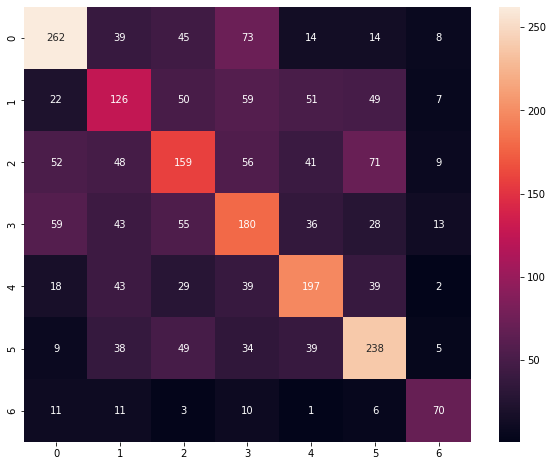 0 262 39 45 73 14 14 8
1 22 126 50 59 51 49 7
2 52 48 159 56 41 71 9
3 59 43 55 180 36 28 13
4 18 43 29 39 197 39 2
5 9 38 49 34 39 238 5
6 11 11 3 10 1 6 70
0 1 2 3 4 5 6
250
200
150
100
50